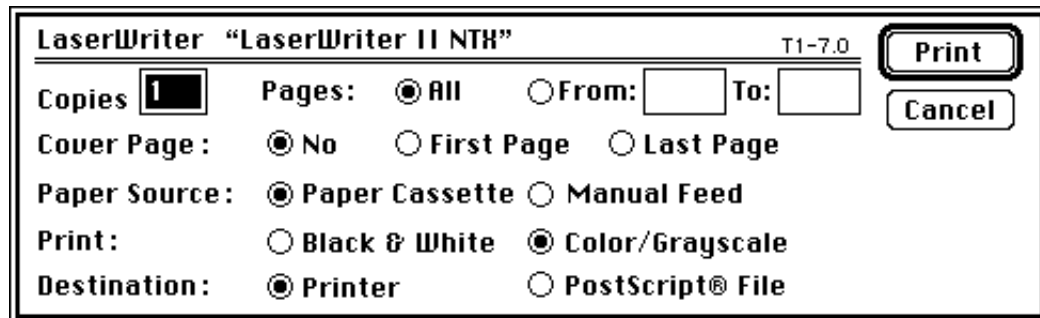 LaserWriter “LaserWriter II NTX” T1-7.0 Print
Copies 1 Pages: All From: To: Cancel
Cover Page: No First Page Last Page
Paper Source: Paper Cassette Manual Feed
Print: Black & White Color/Grayscale
Destination: Printer PostScript® File